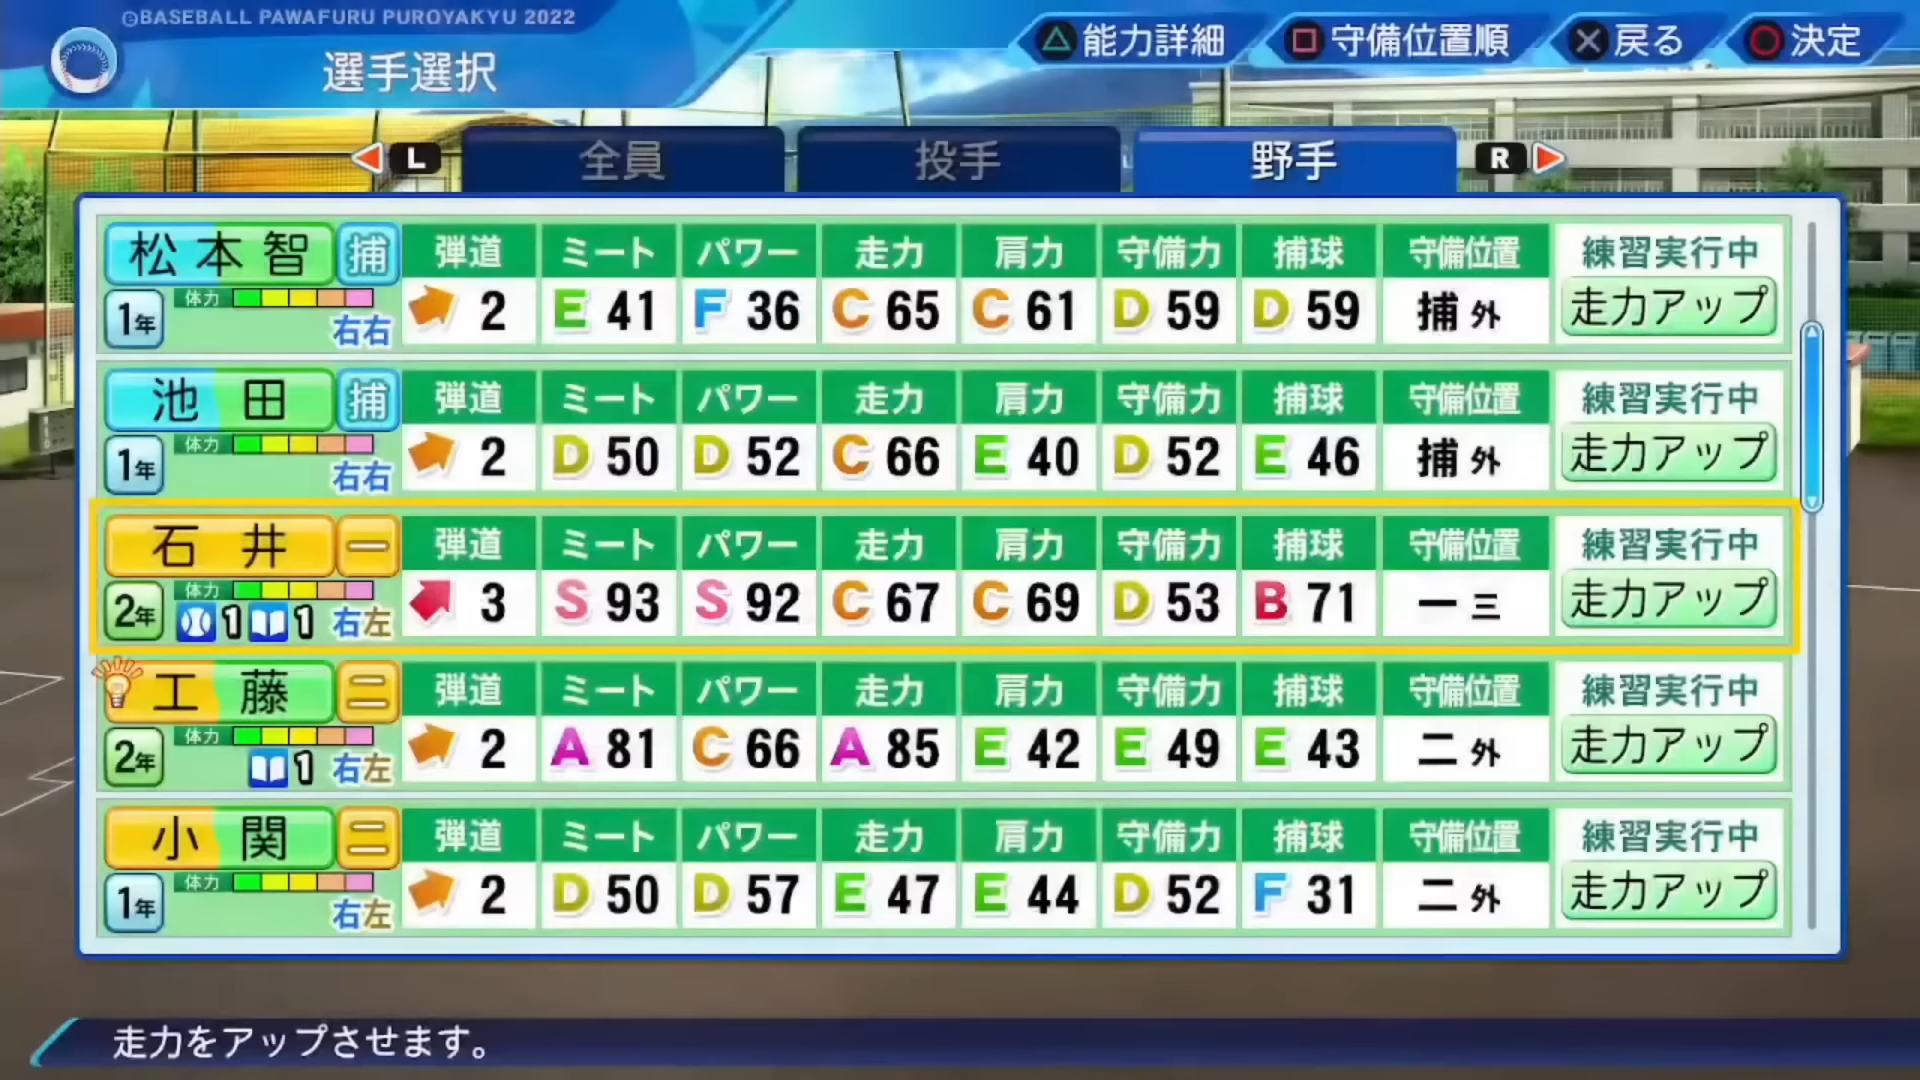 ©BASEBALL PAWAFURU PUROYAKYU 2022
選手選択
能力詳細 守備位置順 戻る 決定
L 全員 投手 野手 R
松本智 捕 弾道 ミート パワー 走力 肩力 守備力 捕球 守備位置 練習実行中
1年 体力 右右 2 E 41 F 36 C 65 C 61 D 59 D 59 捕 外 走力アップ
池田 捕 弾道 ミート パワー 走力 肩力 守備力 捕球 守備位置 練習実行中
1年 体力 右右 2 D 50 D 52 C 66 E 40 D 52 E 46 捕 外 走力アップ
石井 一 弾道 ミート パワー 走力 肩力 守備力 捕球 守備位置 練習実行中
2年 体力 1 1 右左 3 S 93 S 92 C 67 C 69 D 53 B 71 一 三 走力アップ
工藤 二 弾道 ミート パワー 走力 肩力 守備力 捕球 守備位置 練習実行中
2年 体力 1 右左 2 A 81 C 66 A 85 E 42 E 49 E 43 二 外 走力アップ
小関 二 弾道 ミート パワー 走力 肩力 守備力 捕球 守備位置 練習実行中
1年 体力 右左 2 D 50 D 57 E 47 E 44 D 52 F 31 二 外 走力アップ
走力をアップさせます。